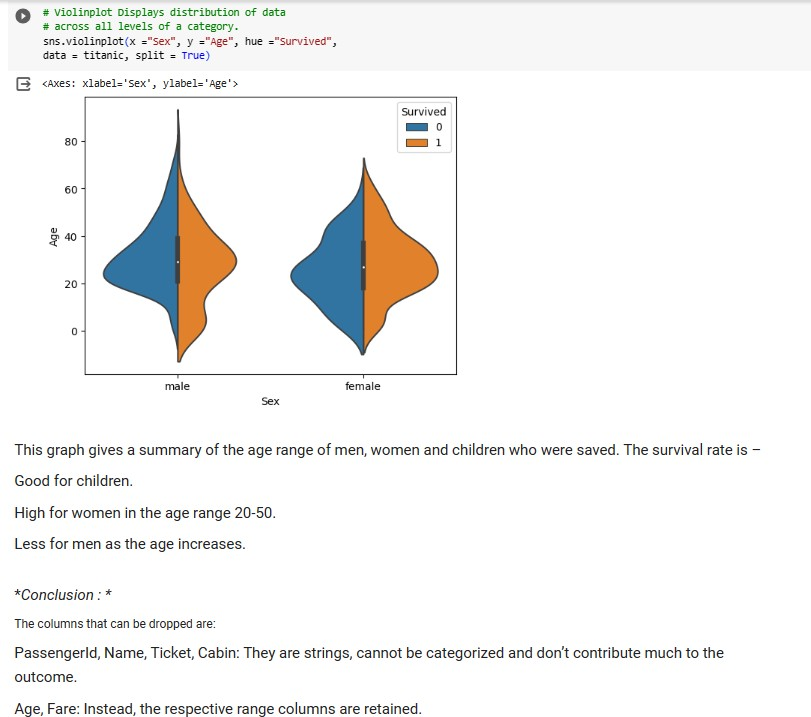 # Violinplot Displays distribution of data
# across all levels of a category.
sns.violinplot(x ="Sex", y ="Age", hue ="Survived",
data = titanic, split = True)
<Axes: xlabel='Sex', ylabel='Age'>
Survived
0
1
80
60
40
20
0
Age
male female
Sex
This graph gives a summary of the age range of men, women and children who were saved. The survival rate is –
Good for children.
High for women in the age range 20-50.
Less for men as the age increases.
*Conclusion : *
The columns that can be dropped are:
PassengerId, Name, Ticket, Cabin: They are strings, cannot be categorized and don’t contribute much to the
outcome.
Age, Fare: Instead, the respective range columns are retained.